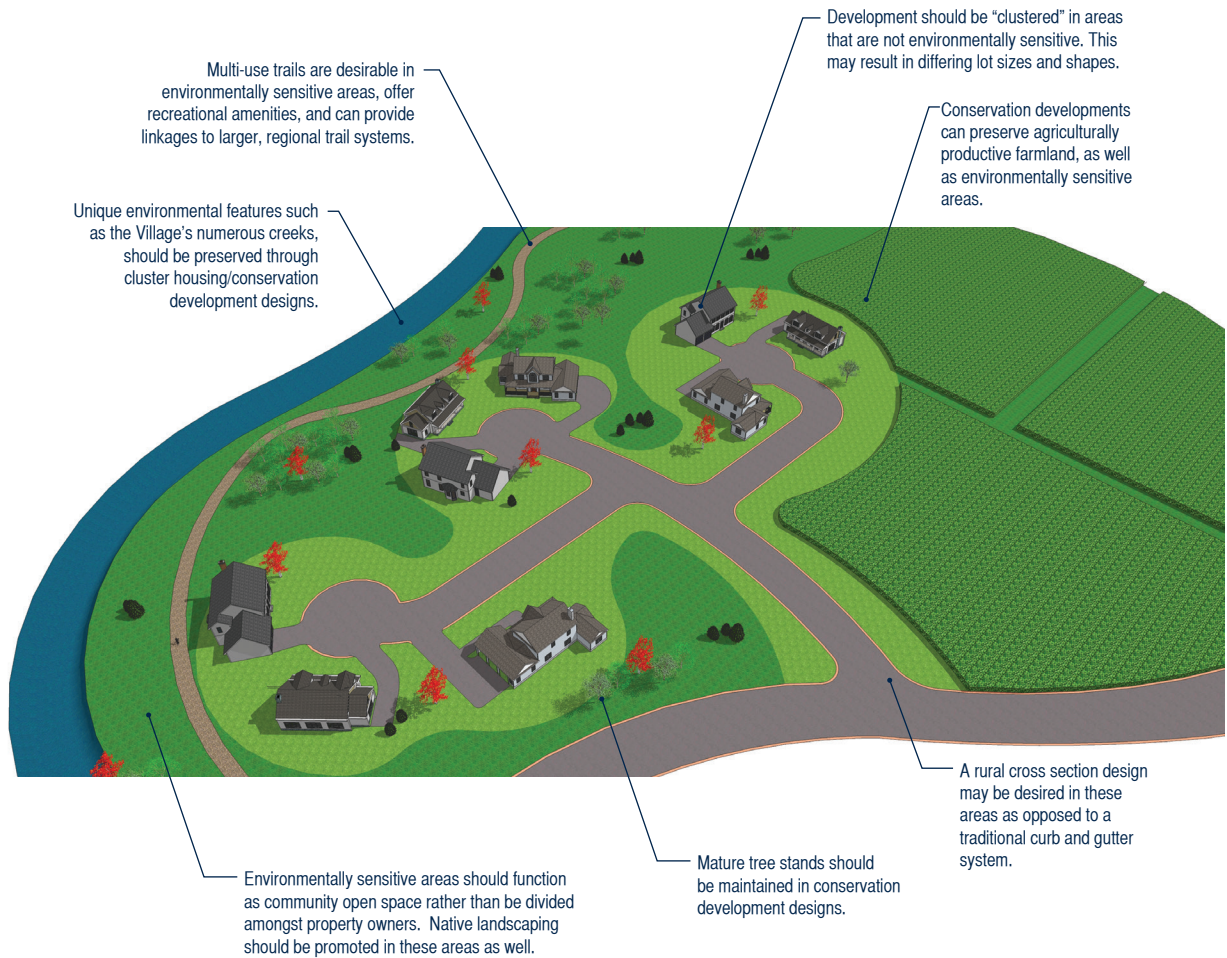 Development should be “clustered” in areas
that are not environmentally sensitive. This
may result in differing lot sizes and shapes.
Multi-use trails are desirable in
environmentally sensitive areas, offer
recreational amenities, and can provide
linkages to larger, regional trail systems.
Conservation developments
can preserve agriculturally
productive farmland, as well
as environmentally sensitive
areas.
Unique environmental features such
as the Village’s numerous creeks,
should be preserved through
cluster housing/conservation
development designs.
A rural cross section design
may be desired in these
areas as opposed to a
traditional curb and gutter
system.
Mature tree stands should
be maintained in conservation
development designs.
Environmentally sensitive areas should function
as community open space rather than be divided
amongst property owners.  Native landscaping
should be promoted in these areas as well.